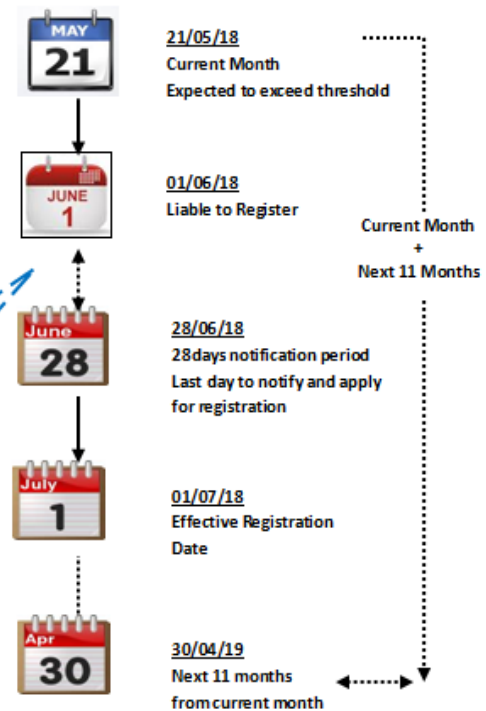 MAY
21
21/05/18
Current Month
Expected to exceed threshold
JUNE
1
01/06/18
Liable to Register
Current Month
+
Next 11 Months
June
28
28/06/18
28days notification period
Last day to notify and apply
for registration
July
1
01/07/18
Effective Registration
Date
Apr
30
30/04/19
Next 11 months
from current month